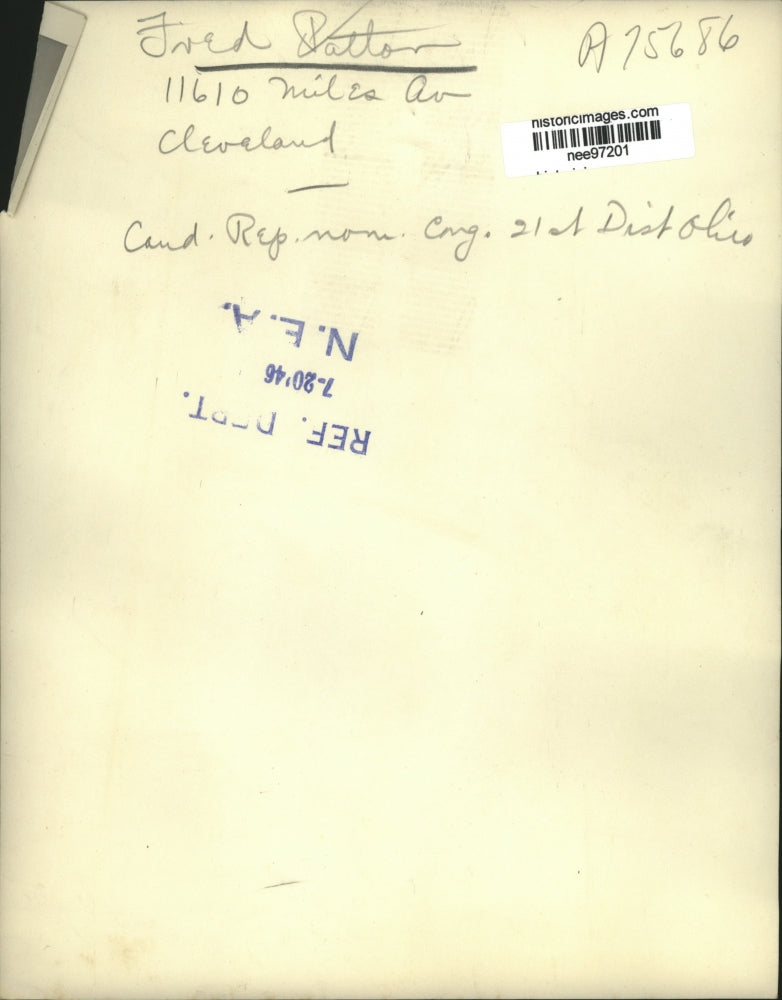 Fred Patton
A75686
11610 Miles Av
Cleveland
historicimages.com
nee97201
Cand. Rep. nom. Cong. 21st Dist Ohio
REF. DEPT.
7-20'46
N.E.A.